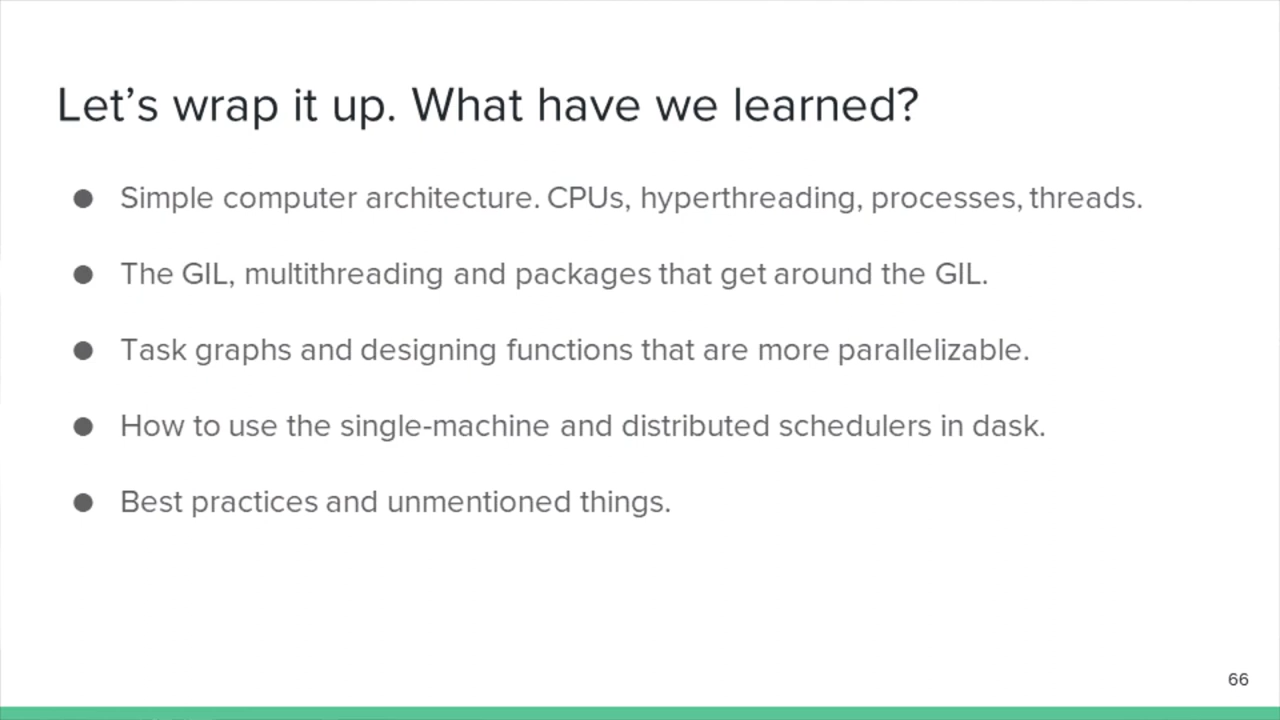 Let’s wrap it up. What have we learned?
● Simple computer architecture. CPUs, hyperthreading, processes, threads.
● The GIL, multithreading and packages that get around the GIL.
● Task graphs and designing functions that are more parallelizable.
● How to use the single-machine and distributed schedulers in dask.
● Best practices and unmentioned things.
66